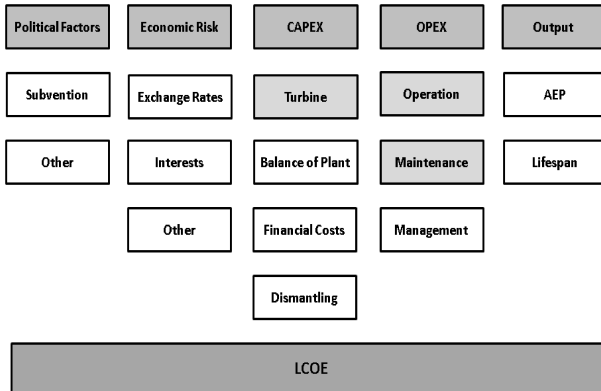 Political Factors
Economic Risk
CAPEX
OPEX
Output
Subvention
Exchange Rates
Turbine
Operation
AEP
Other
Interests
Balance of Plant
Maintenance
Lifespan
Other
Financial Costs
Management
Dismantling
LCOE